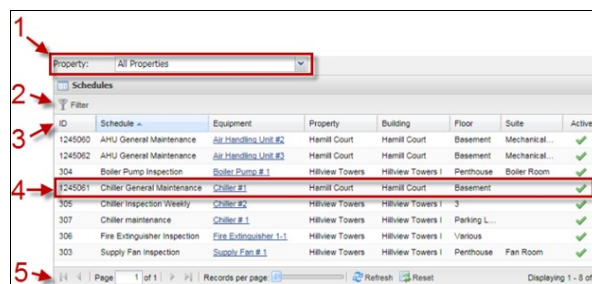 1
Property: All Properties
Schedules
2
Filter
3
ID Schedule Equipment Property Building Floor Suite Active
1245060 AHU General Maintenance Air Handling Unit #2 Hamill Court Hamill Court Basement Mechanical...
1245062 AHU General Maintenance Air Handling Unit #3 Hamill Court Hamill Court Basement Mechanical...
304 Boiler Pump Inspection Boiler Pump # 1 Hillview Towers Hillview Towers I Penthouse Boiler Room
4
1245061 Chiller General Maintenance Chiller #1 Hamill Court Hamill Court Basement
305 Chiller Inspection Weekly Chiller #2 Hillview Towers Hillview Towers I 3
307 Chiller maintenance Chiller # 1 Hillview Towers Hillview Towers I Parking L...
306 Fire Extinguisher Inspection Fire Extinguisher 1-1 Hillview Towers Hillview Towers I Various
303 Supply Fan Inspection Supply Fan # 1 Hillview Towers Hillview Towers I Penthouse Fan Room
5
Page 1 of 1 Records per page: Refresh Reset Displaying 1 - 8 of